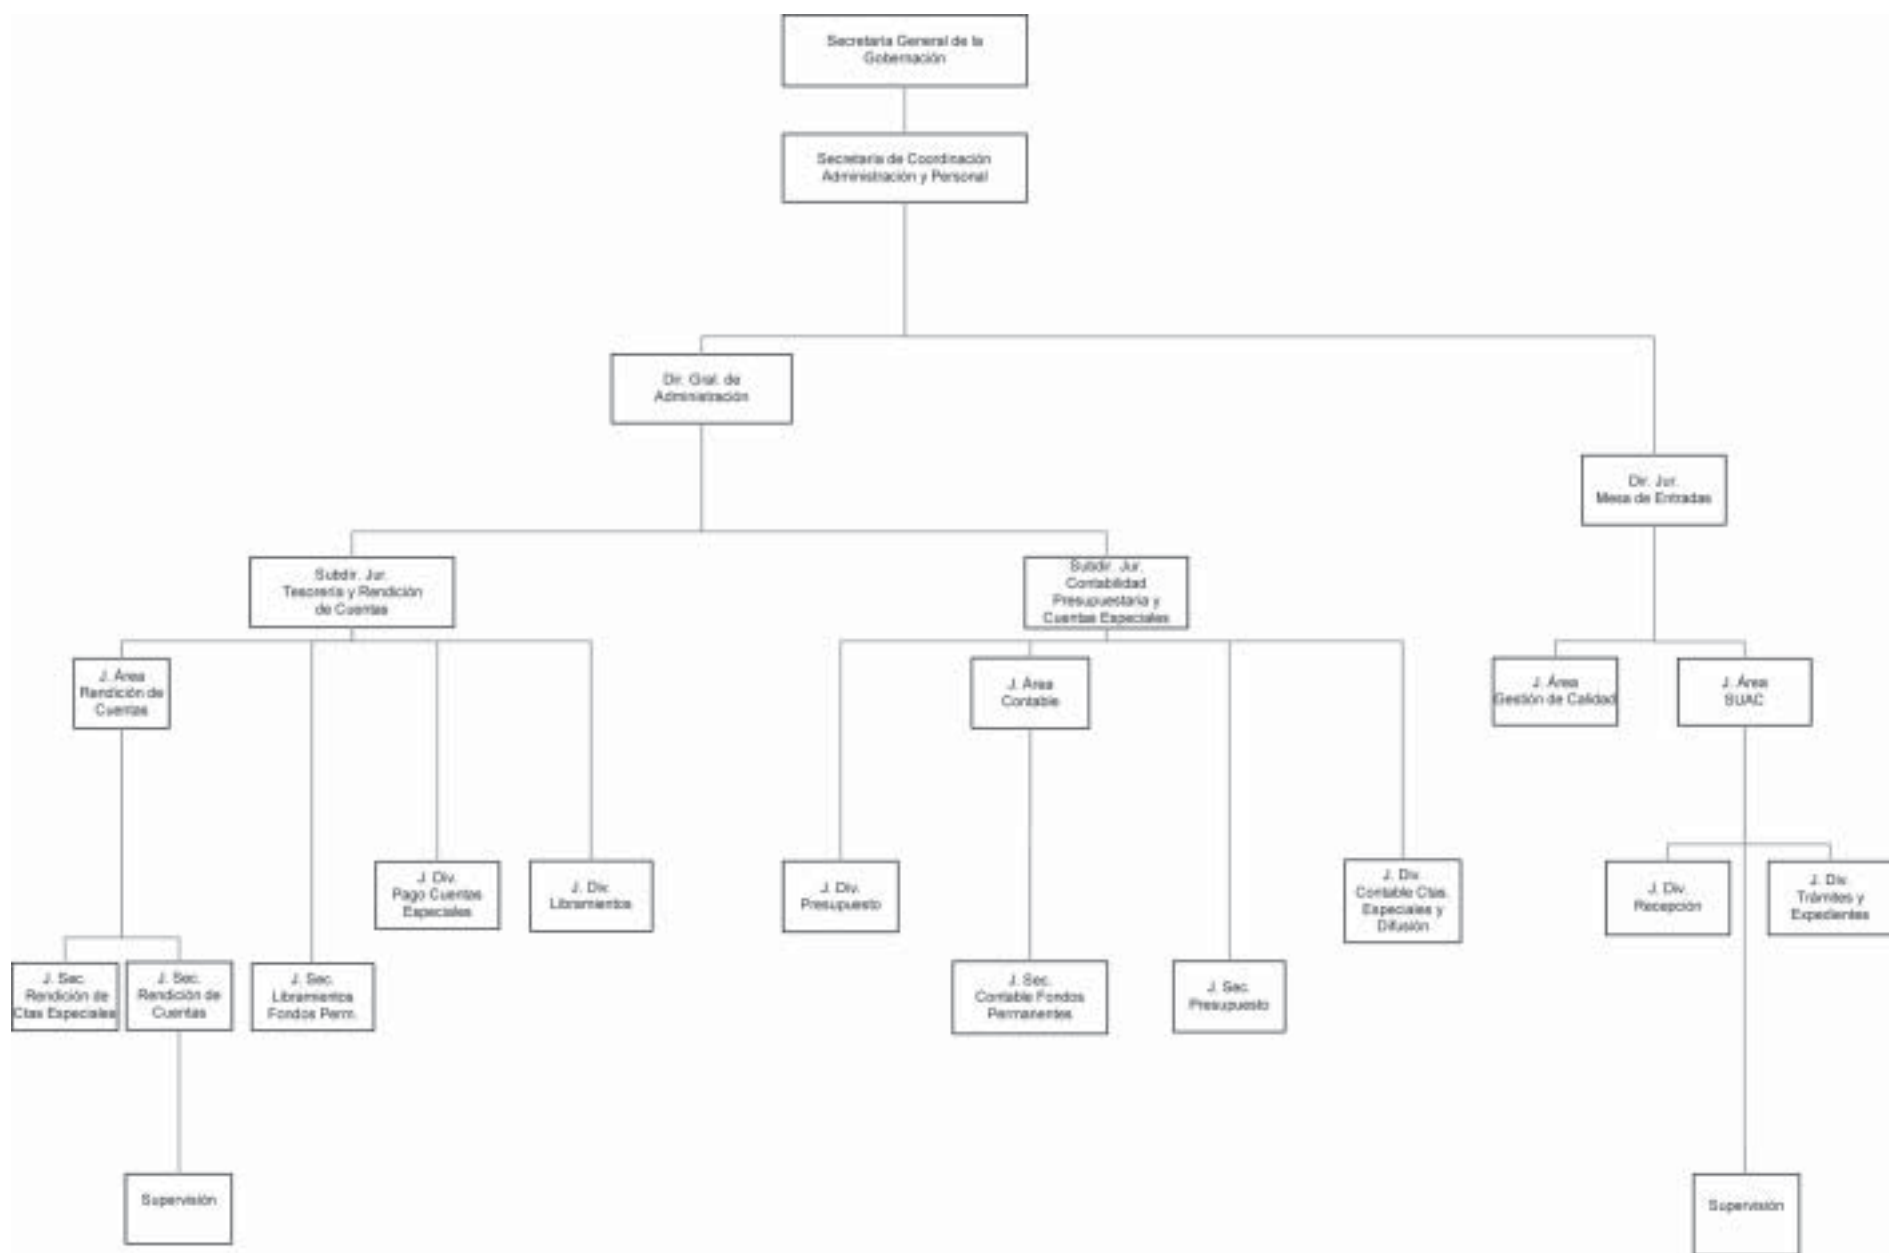 Secretaria General de la
Gobernación
Secretaría de Coordinación
Administración y Personal
Dir. Gral. de
Administración
Dir. Jur.
Mesa de Entradas
Subdir. Jur.
Tesorería y Rendición
de Cuentas
Subdir. Jur.
Contabilidad
Presupuestaria y
Cuentas Especiales
J. Área
Rendición de
Cuentas
J. Área
Contable
J. Área
Gestión de Calidad
J. Área
SUAC
J. Div.
Pago Cuentas
Especiales
J. Div.
Libramientos
J. Div.
Presupuesto
J. Div.
Contable Ctas.
Especiales y
Difusión
J. Div.
Recepción
J. Div.
Trámites y
Expedientes
J. Sec.
Rendición de
Ctas Especiales
J. Sec.
Rendición de
Cuentas
J. Sec.
Libramientos
Fondos Perm.
J. Sec.
Contable Fondos
Permanentes
J. Sec.
Presupuesto
Supervisión
Supervisión